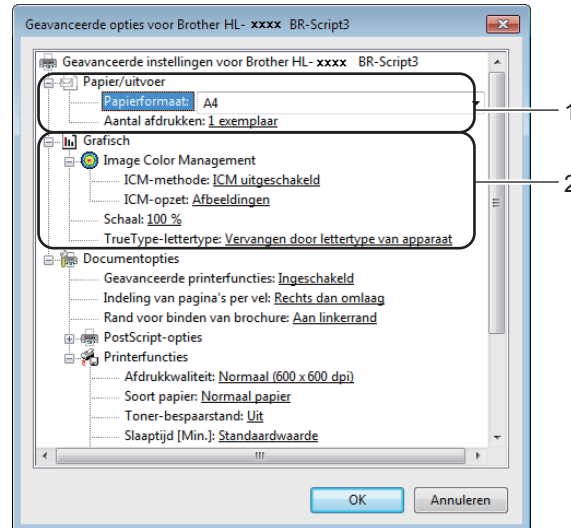 Geavanceerde opties voor Brother HL- xxxx BR-Script3
Geavanceerde instellingen voor Brother HL- xxxx BR-Script3
Papier/uitvoer
Papierformaat: A4
Aantal afdrukken: 1 exemplaar
1
Grafisch
Image Color Management
ICM-methode: ICM uitgeschakeld
2
ICM-opzet: Afbeeldingen
Schaal: 100 %
TrueType-lettertype: Vervangen door lettertype van apparaat
Documentopties
Geavanceerde printerfuncties: Ingeschakeld
Indeling van pagina's per vel: Rechts dan omlaag
Rand voor binden van brochure: Aan linkerrand
PostScript-opties
Printerfuncties
Afdrukkwaliteit: Normaal (600 x 600 dpi)
Soort papier: Normaal papier
Toner-bespaarstand: Uit
Slaaptijd [Min.]: Standaardwaarde
OK
Annuleren